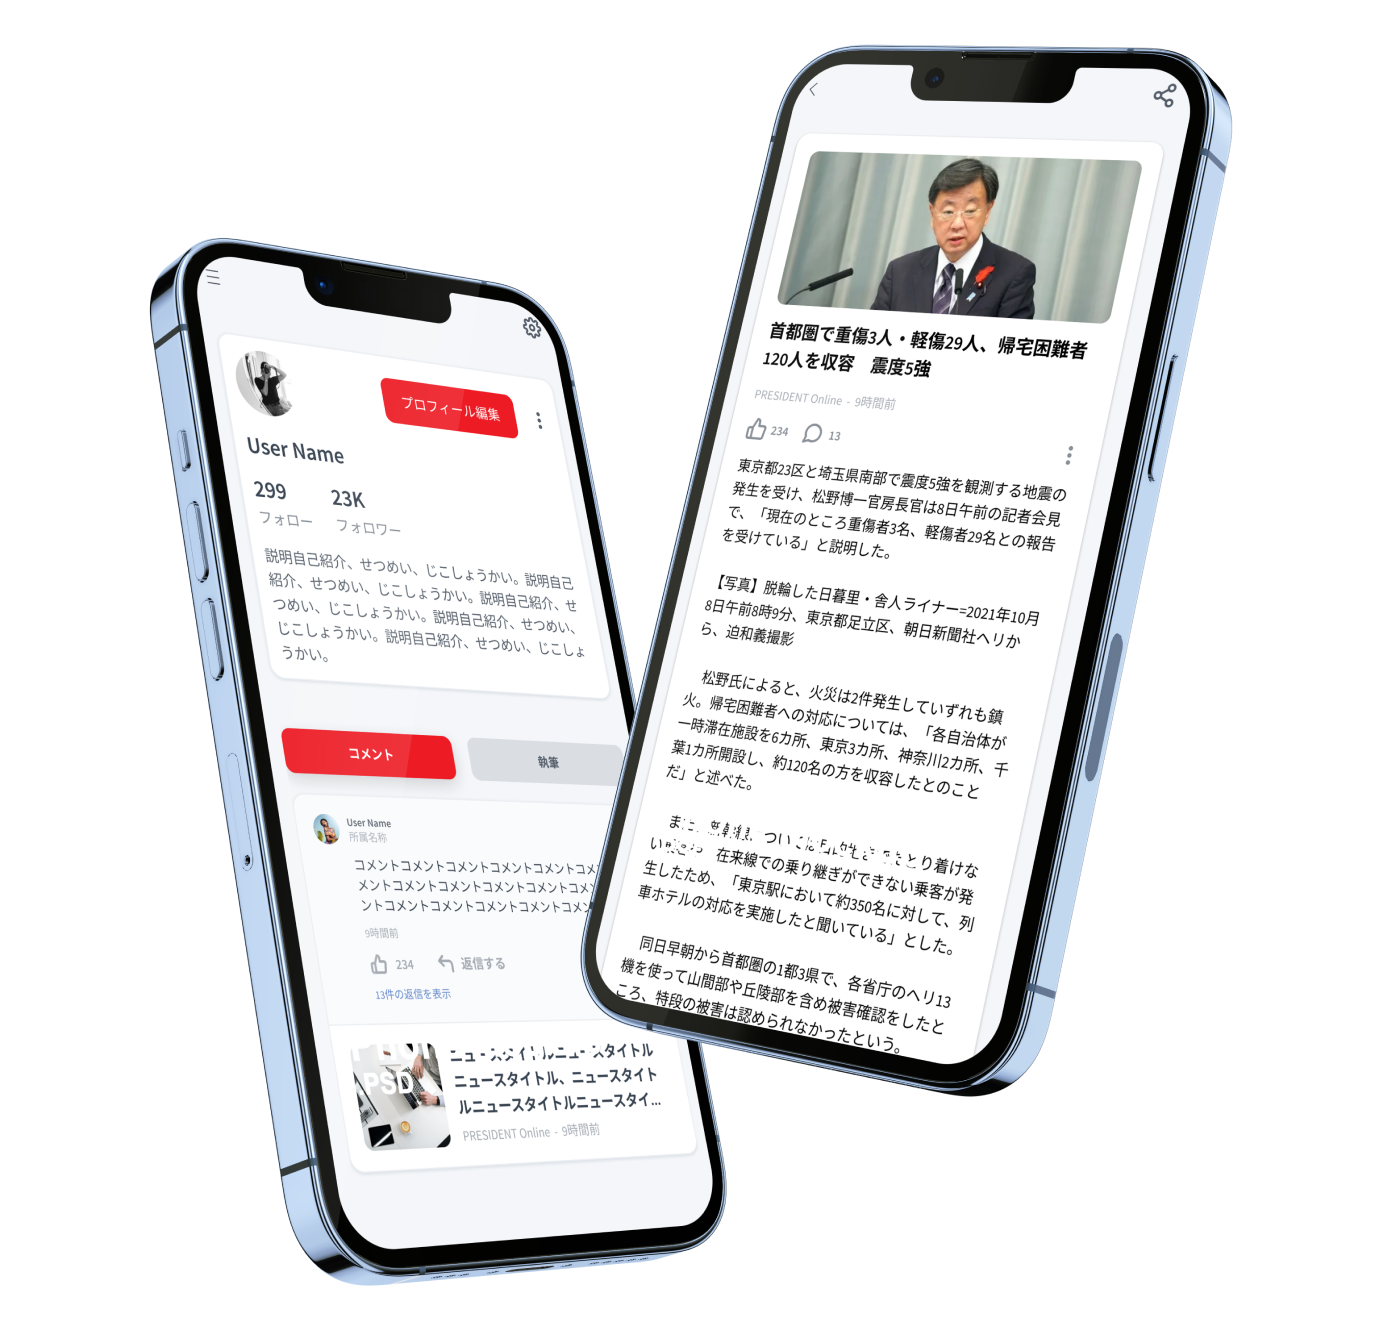 プロフィール編集
User Name
299
23K
フォロー
フォロワー
説明自己紹介、せつめい、じこしょうかい。説明自己
紹介、せつめい、じこしょうかい。説明自己紹介、せ
つめい、じこしょうかい。説明自己紹介、せつめい、
じこしょうかい。説明自己紹介、せつめい、じこしょ
うかい。
コメント
執筆
User Name
所属名称
コメントコメントコメントコメントコメントコメ
メントコメントコメントコメントコメントコメン
ントコメントコメントコメントコメントコメン
9時間前
234
返信する
13件の返信を表示
PSD
ニュースタイトルニュースタイトル
ニュースタイトル、ニュースタイト
ルニュースタイトルニュースタイ...
PRESIDENT Online - 9時間前
首都圏で重傷3人・軽傷29人、帰宅困難者
120人を収容　震度5強
PRESIDENT Online - 9時間前
234
13
東京都23区と埼玉県南部で震度5強を観測する地震の
発生を受け、松野博一官房長官は8日午前の記者会見
で、「現在のところ重傷者3名、軽傷者29名との報告
を受けている」と説明した。
【写真】脱輪した日暮里・舎人ライナー=2021年10月
8日午前8時9分、東京都足立区、朝日新聞社ヘリか
ら、迫和義撮影
松野氏によると、火災は2件発生していずれも鎮
火。帰宅困難者への対応については、「各自治体が
一時滞在施設を6カ所、東京3カ所、神奈川2カ所、千
葉1カ所開設し、約120名の方を収容したとのこと
だ」と述べた。
とり着けな
い 在来線での乗り継ぎができない乗客が発
生したため、「東京駅において約350名に対して、列
車ホテルの対応を実施したと聞いている」とした。
同日早朝から首都圏の1都3県で、各省庁のヘリ13
機を使って山間部や丘陵部を含め被害確認をしたと
ころ、特段の被害は認められなかったという。